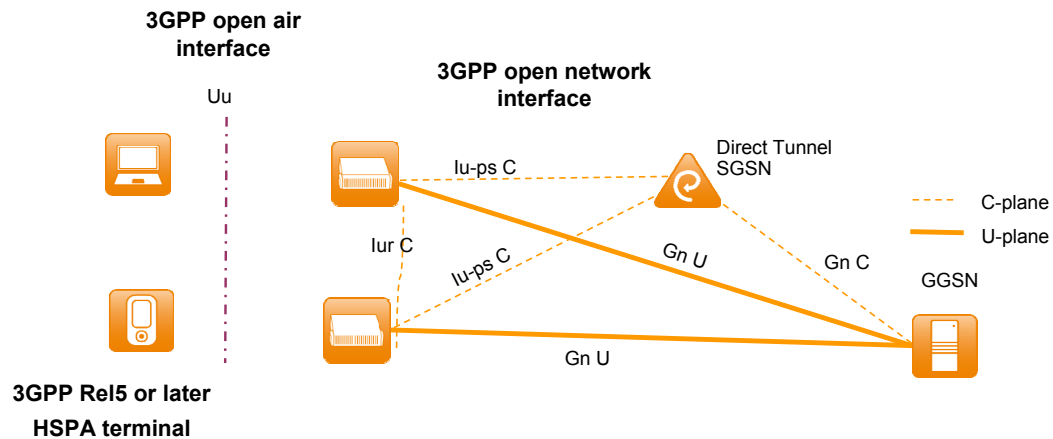 3GPP open air
interface
3GPP open network
interface
Uu
Direct Tunnel
SGSN
Iu-ps C
C-plane
U-plane
Iur C
Iu-ps C
Gn U
Gn C
GGSN
Gn U
3GPP Rel5 or later
HSPA terminal